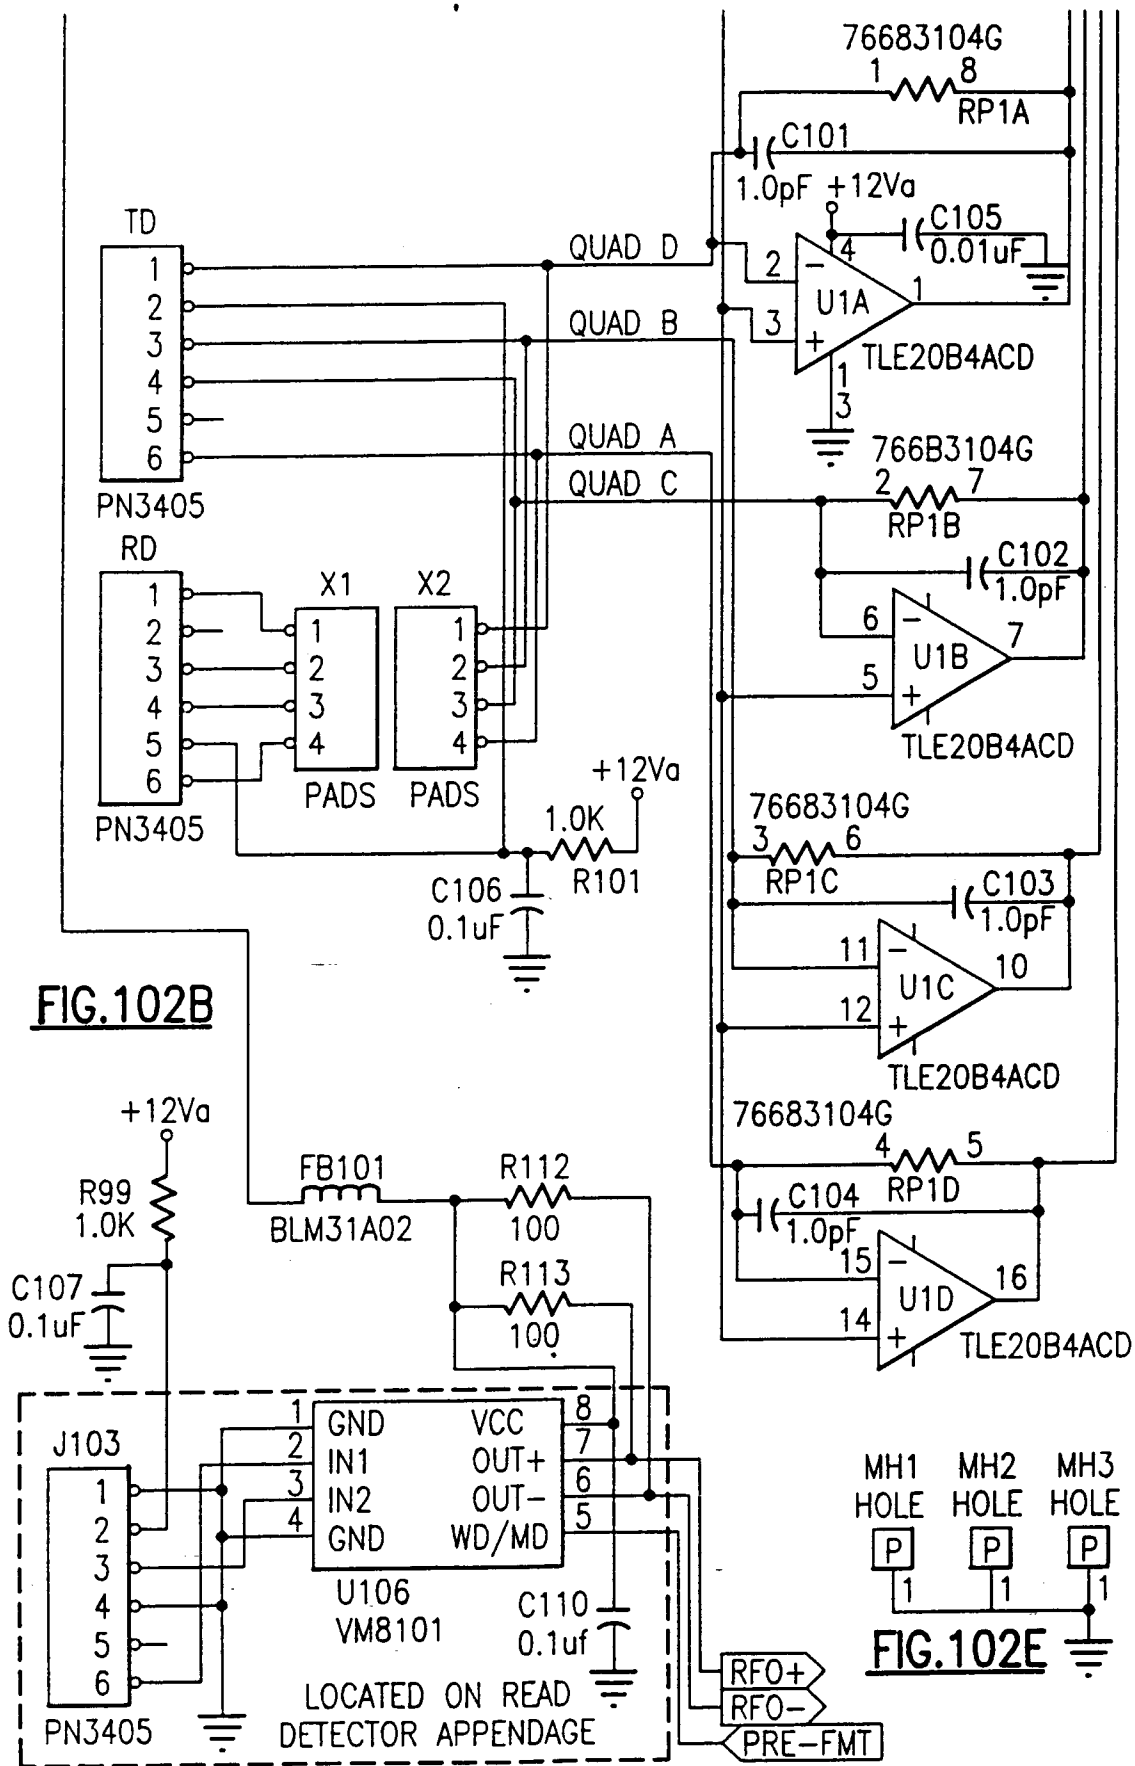 76683104G
1 8
RP1A
C101
1.0pF +12Va
C105
0.01uF
4
TD
1
2
3
4
5
6
PN3405
QUAD D
QUAD B
QUAD A
QUAD C
2 -
3 +
U1A
1
TLE20B4ACD
1
3
766B3104G
2 7
RP1B
C102
1.0pF
6 -
5 +
U1B
7
TLE20B4ACD
RD
1
2
3
4
5
6
PN3405
X1
1
2
3
4
PADS
X2
1
2
3
4
PADS
+12Va
1.0K
R101
C106
0.1uF
76683104G
3 6
RP1C
C103
1.0pF
11 -
12 +
U1C
10
TLE20B4ACD
FIG.102B
76683104G
4 5
RP1D
C104
1.0pF
15 -
14 +
U1D
16
TLE20B4ACD
+12Va
R99
1.0K
C107
0.1uF
FB101
BLM31A02
R112
100
R113
100
J103
1
2
3
4
5
6
PN3405
1 GND
2 IN1
3 IN2
4 GND
VCC 8
OUT+ 7
OUT- 6
WD/MD 5
U106
VM8101
C110
0.1uf
LOCATED ON READ
DETECTOR APPENDAGE
RFO+
RFO-
PRE-FMT
MH1 MH2 MH3
HOLE HOLE HOLE
P P P
1 1 1
FIG.102E